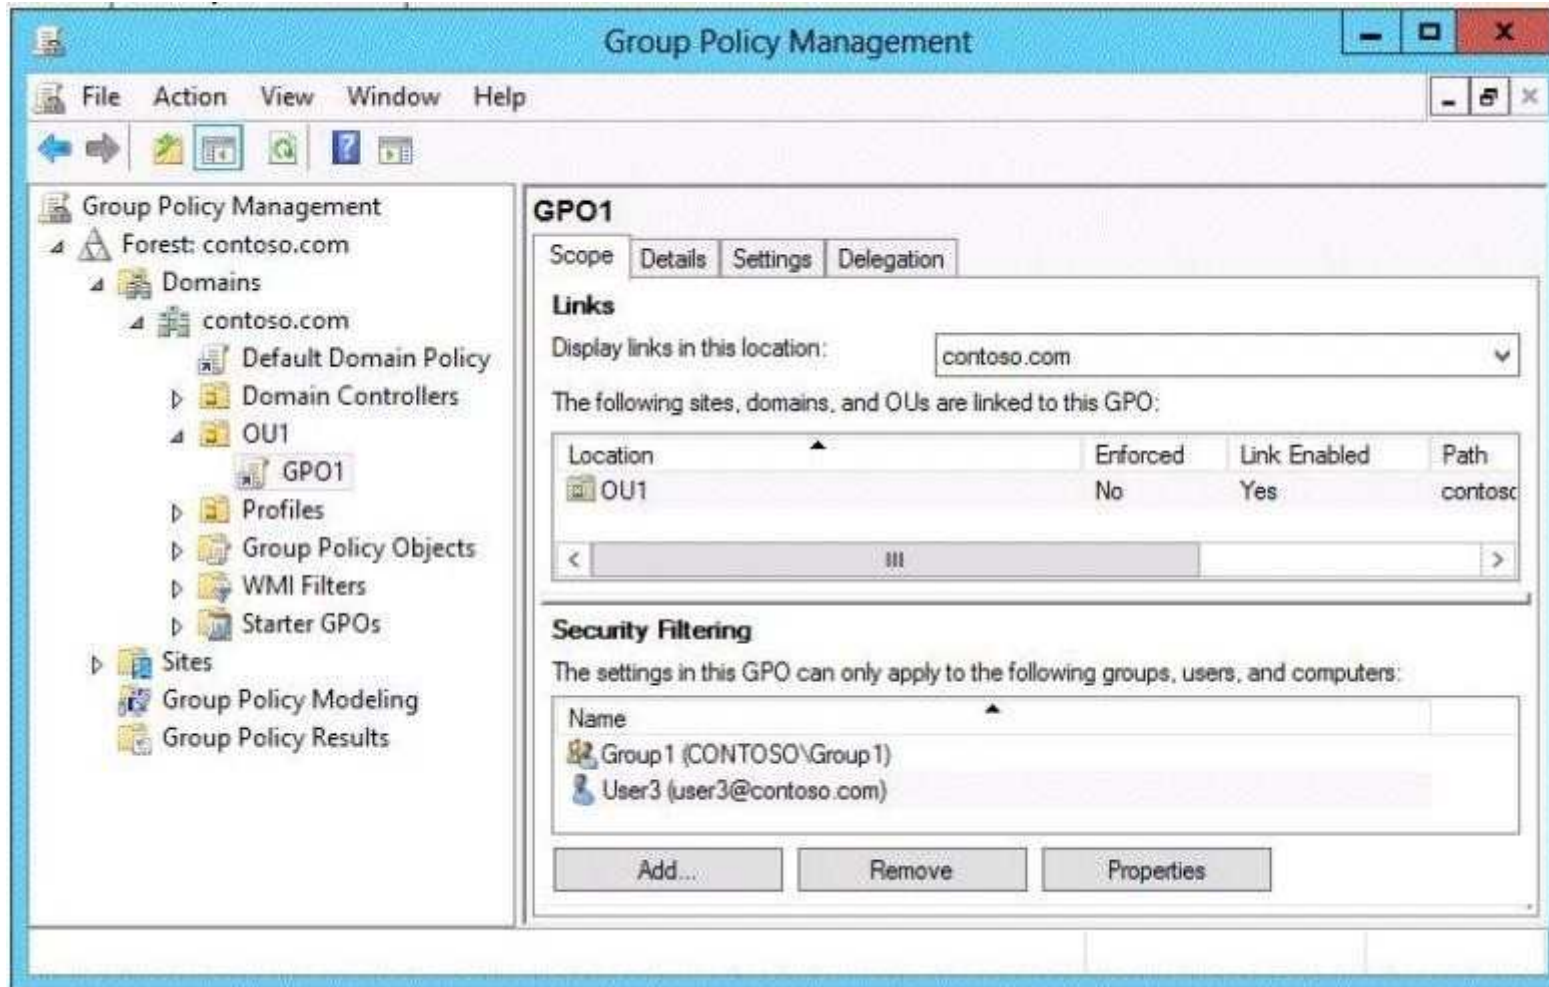 Group Policy Management
File Action View Window Help
Group Policy Management
Forest: contoso.com
Domains
contoso.com
Default Domain Policy
Domain Controllers
OU1
GPO1
Profiles
Group Policy Objects
WMI Filters
Starter GPOs
Sites
Group Policy Modeling
Group Policy Results
GPO1
Scope Details Settings Delegation
Links
Display links in this location: contoso.com
The following sites, domains, and OUs are linked to this GPO:
Location Enforced Link Enabled Path
OU1 No Yes contosc
Security Filtering
The settings in this GPO can only apply to the following groups, users, and computers:
Name
Group1 (CONTOSO\Group1)
User3 (user3@contoso.com)
Add... Remove Properties